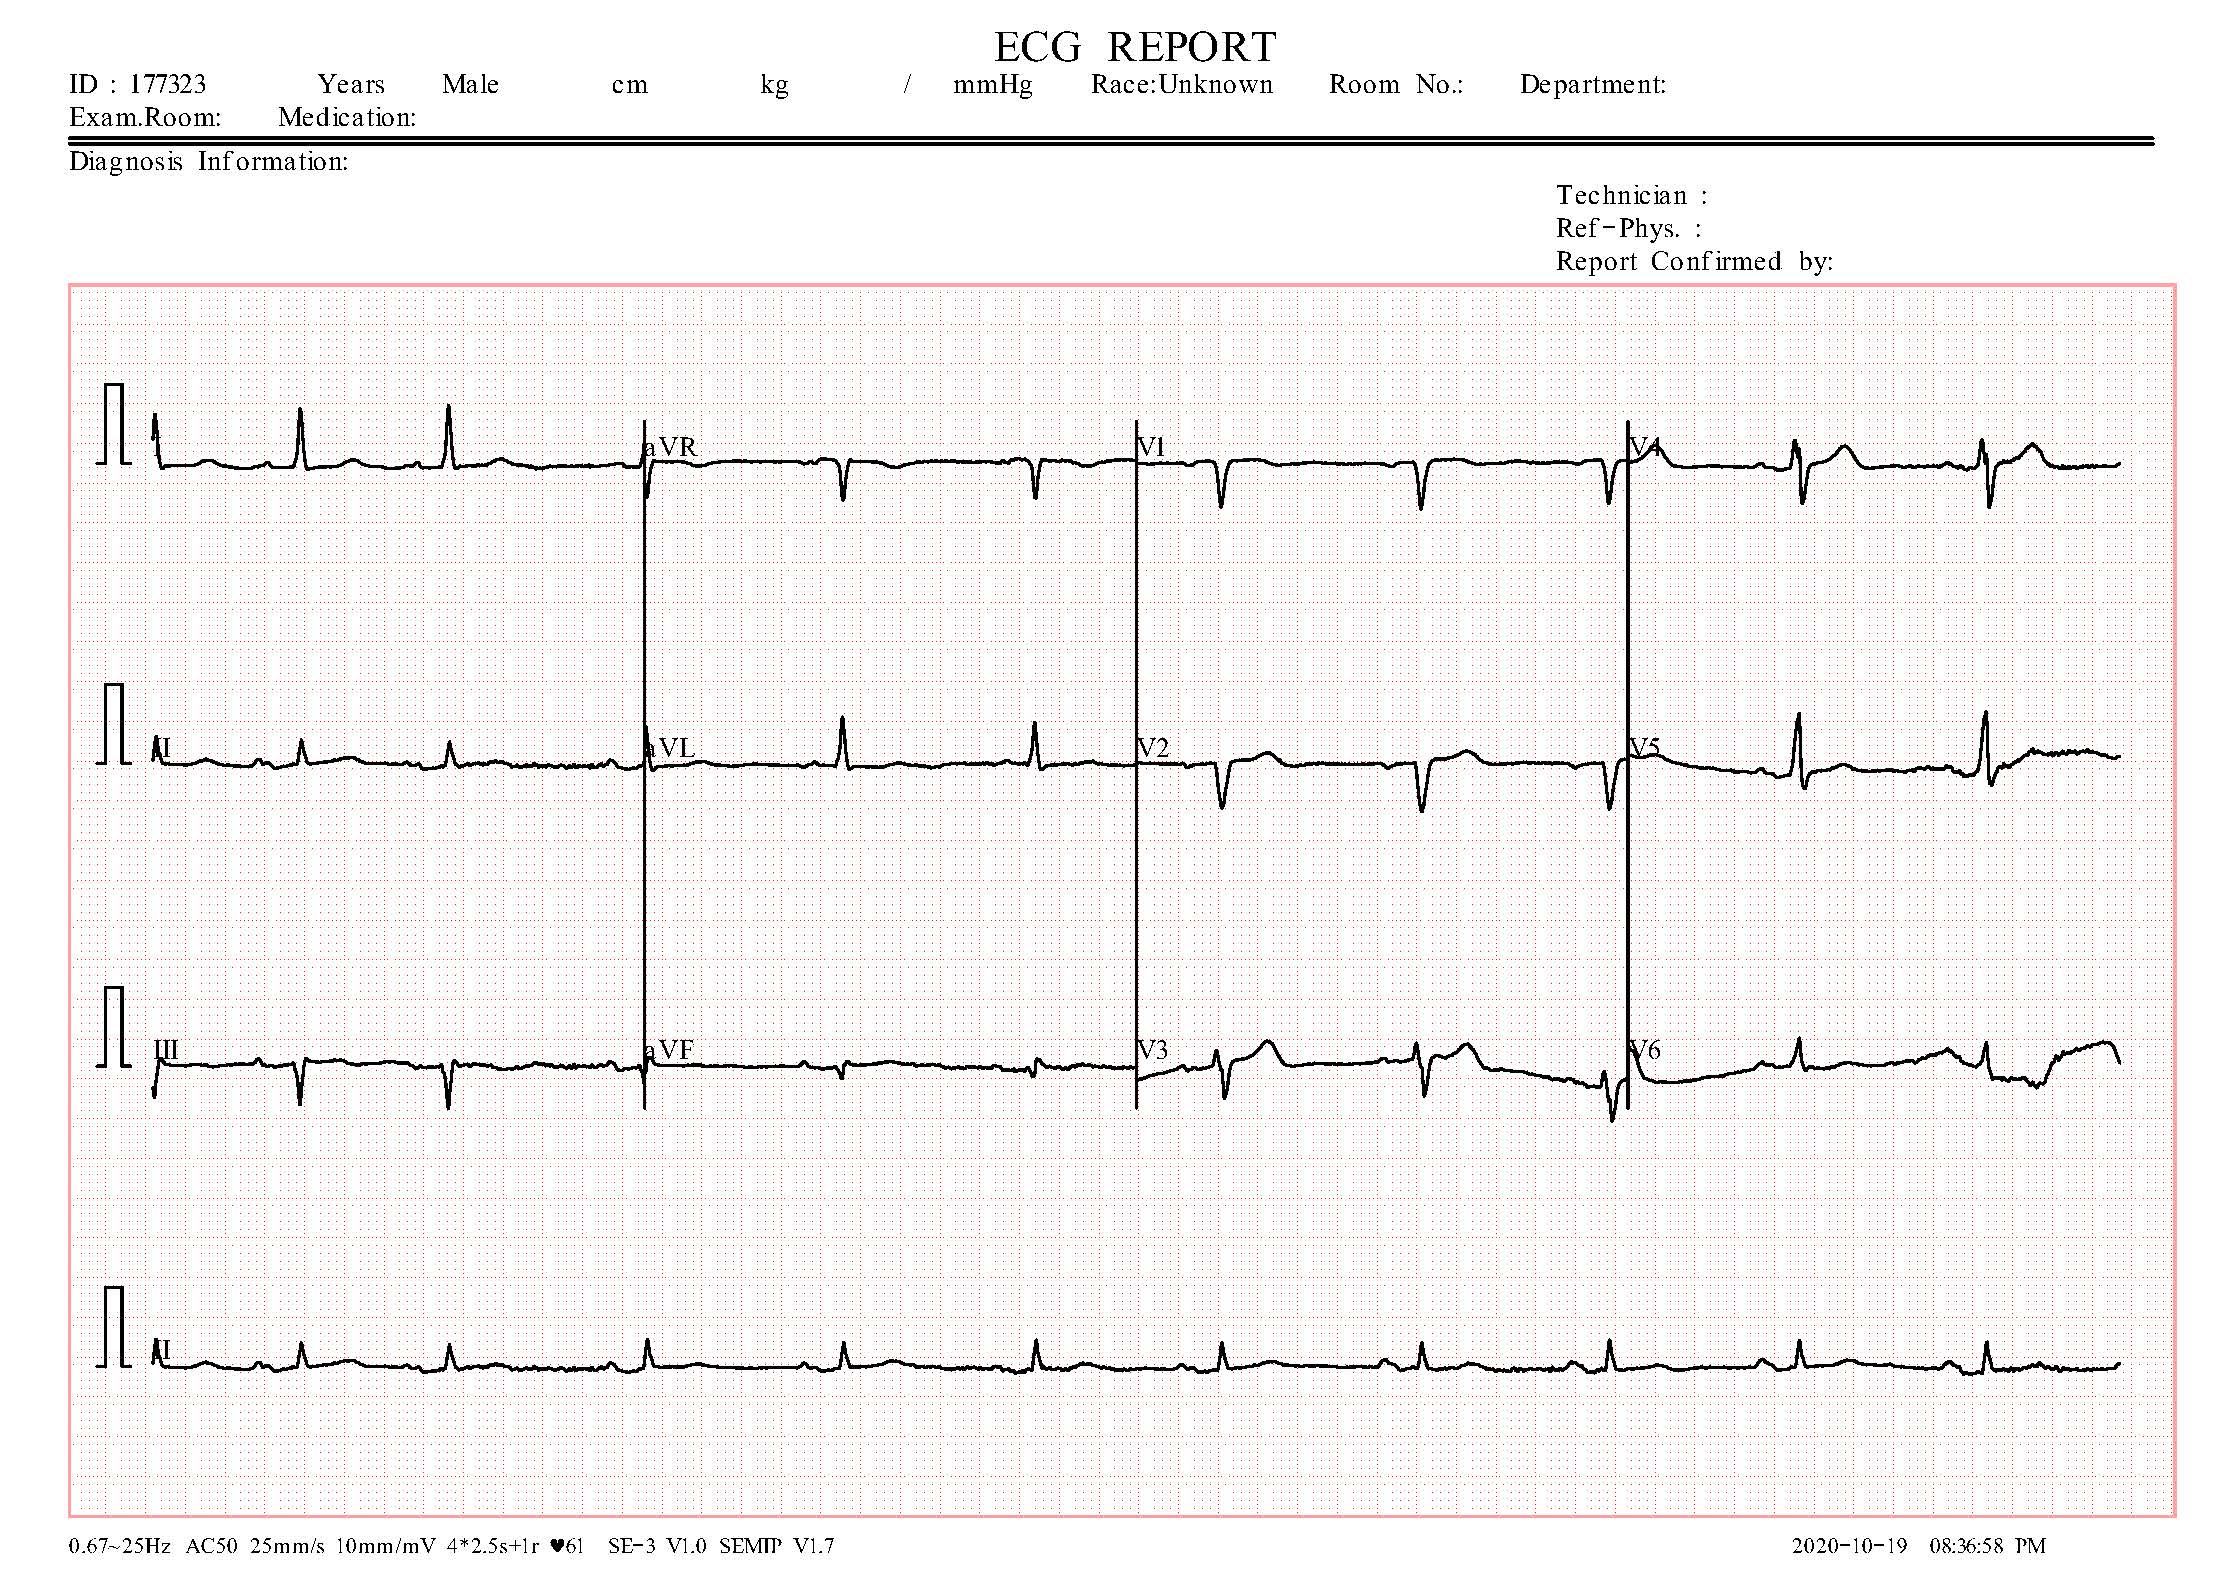 ECG REPORT
ID : 177323 Years Male cm kg / mmHg Race:Unknown Room No.: Department:
Exam.Room: Medication:
Diagnosis Information:
Technician :
Ref-Phys. :
Report Confirmed by:
aVR V1 V4
II aVL V2 V5
III aVF V3 V6
II
0.67~25Hz AC50 25mm/s 10mm/mV 4*2.5s+1r ♥61 SE-3 V1.0 SEMIP V1.7 2020-10-19 08:36:58 PM